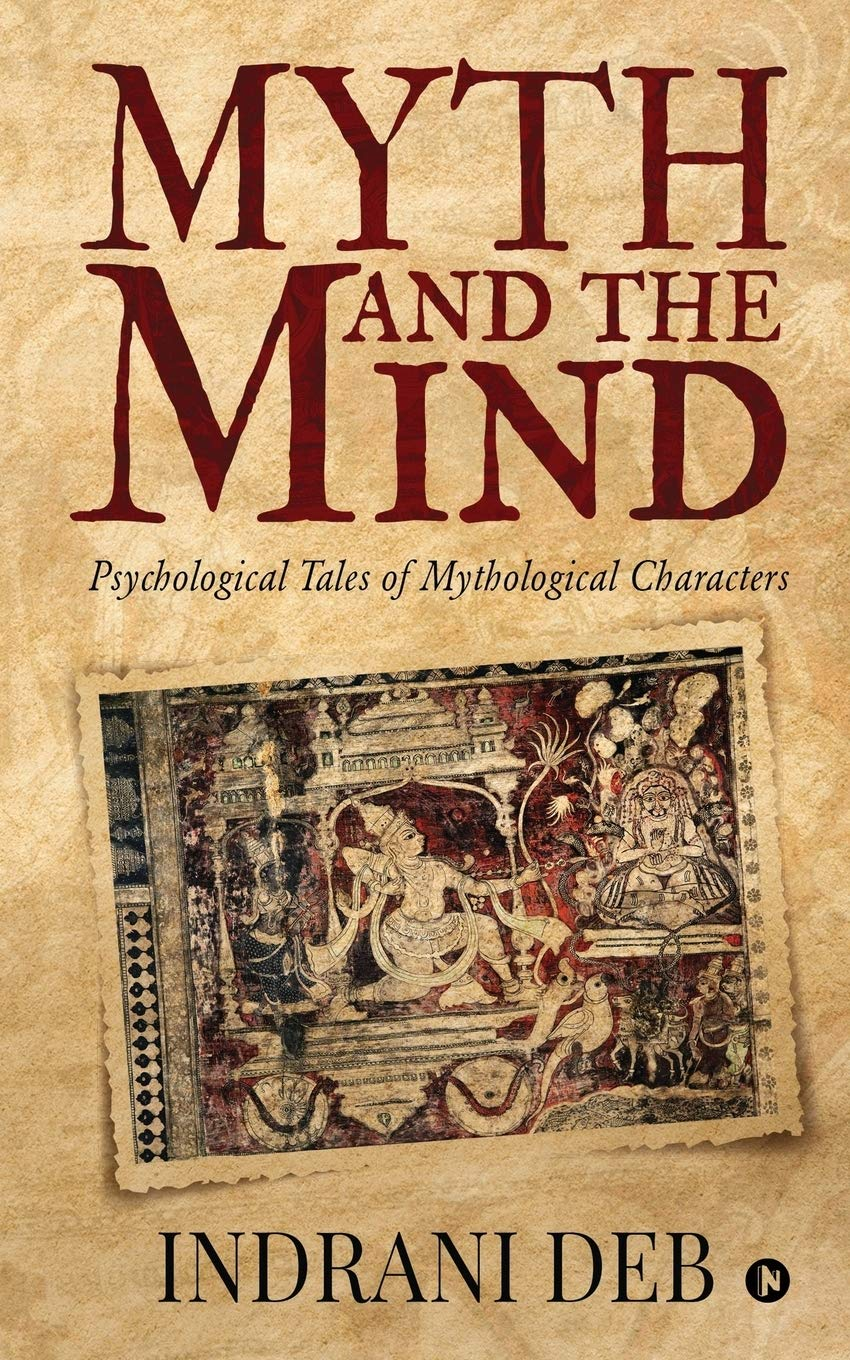 MYTH
AND THE
MIND
Psychological Tales of Mythological Characters
INDRANI DEB
N